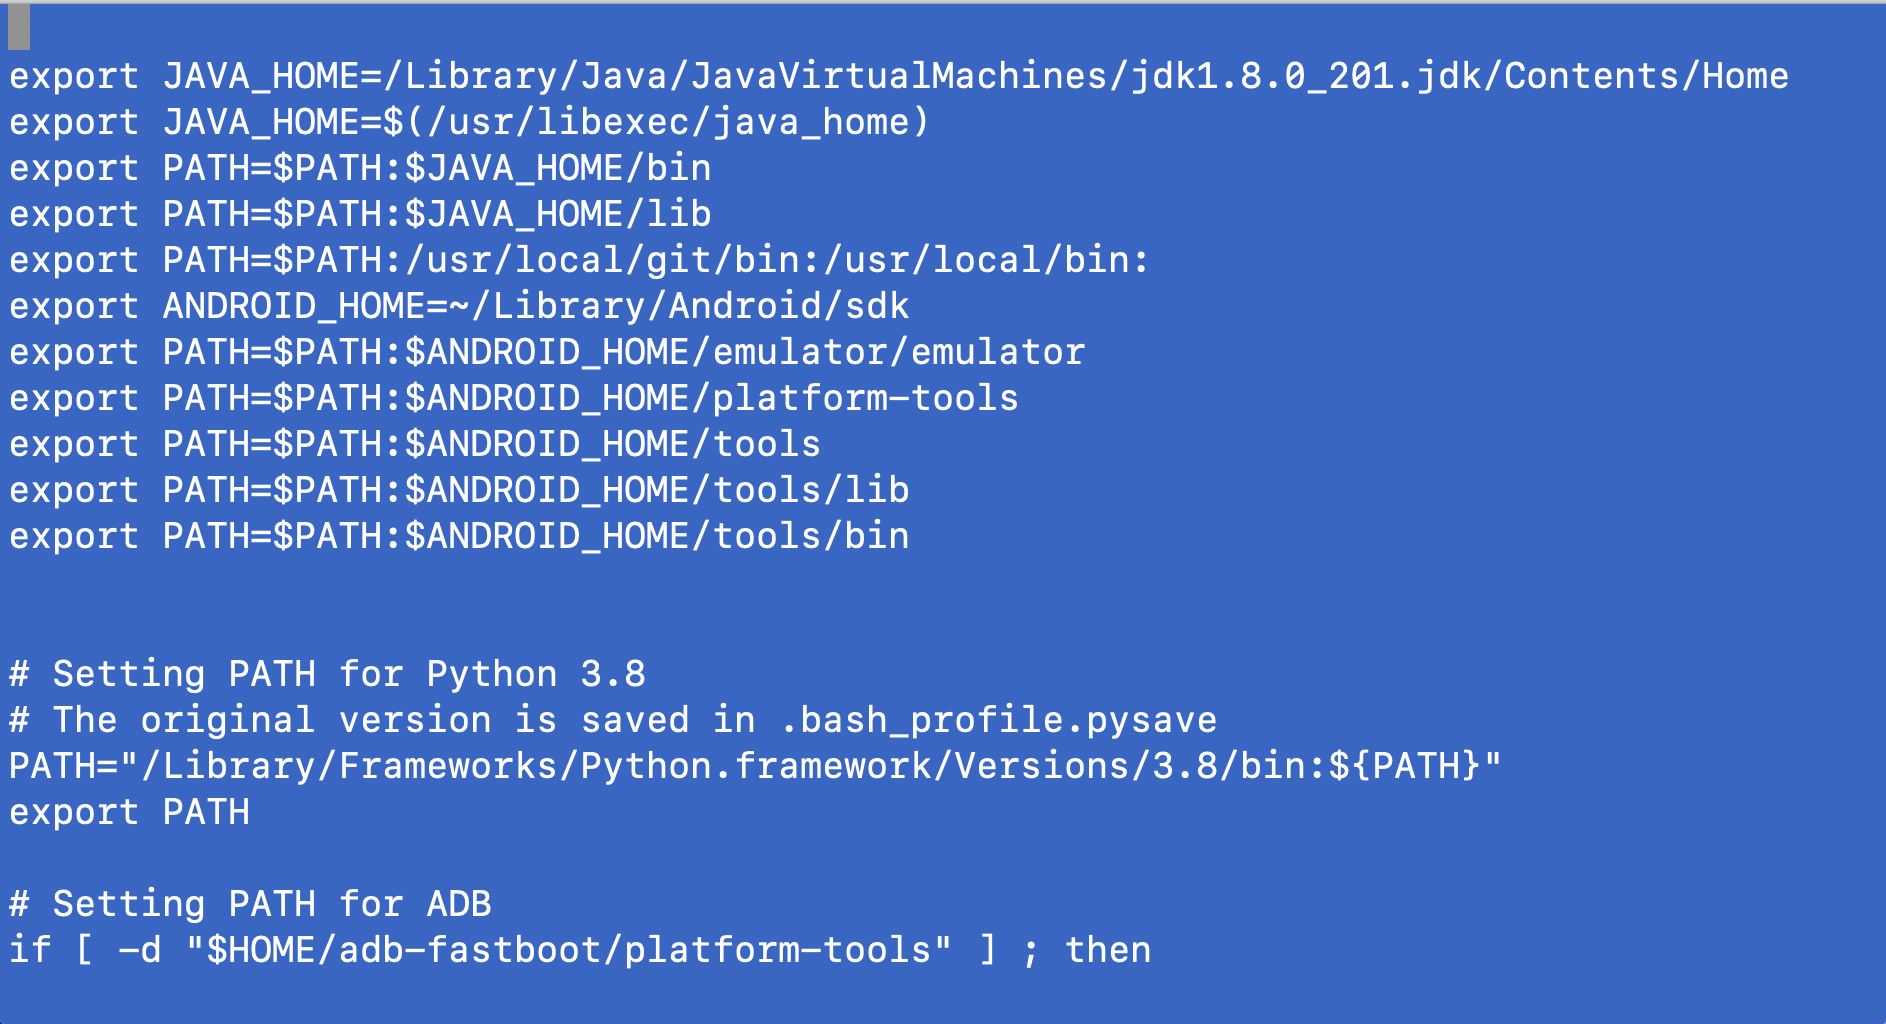 export JAVA_HOME=/Library/Java/JavaVirtualMachines/jdk1.8.0_201.jdk/Contents/Home
export JAVA_HOME=$(/usr/libexec/java_home)
export PATH=$PATH:$JAVA_HOME/bin
export PATH=$PATH:$JAVA_HOME/lib
export PATH=$PATH:/usr/local/git/bin:/usr/local/bin:
export ANDROID_HOME=~/Library/Android/sdk
export PATH=$PATH:$ANDROID_HOME/emulator/emulator
export PATH=$PATH:$ANDROID_HOME/platform-tools
export PATH=$PATH:$ANDROID_HOME/tools
export PATH=$PATH:$ANDROID_HOME/tools/lib
export PATH=$PATH:$ANDROID_HOME/tools/bin
# Setting PATH for Python 3.8
# The original version is saved in .bash_profile.pysave
PATH="/Library/Frameworks/Python.framework/Versions/3.8/bin:${PATH}"
export PATH
# Setting PATH for ADB
if [ -d "$HOME/adb-fastboot/platform-tools" ] ; then